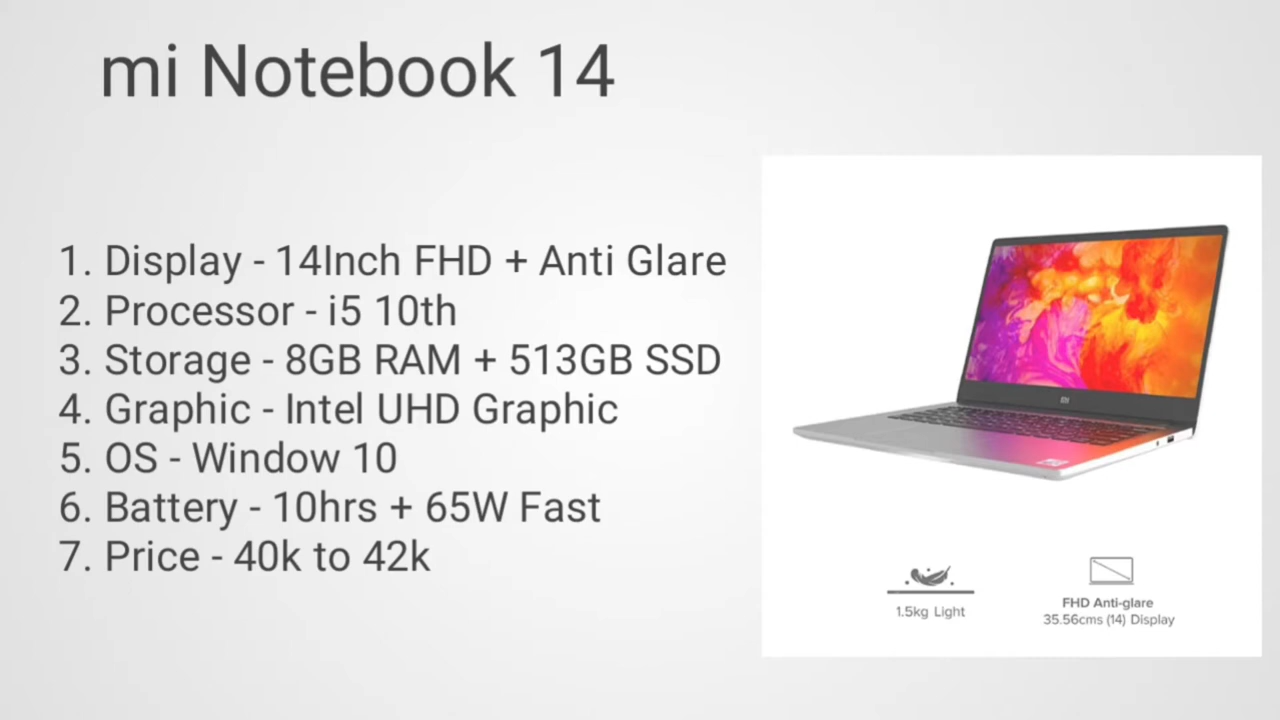 mi Notebook 14
1. Display - 14Inch FHD + Anti Glare
2. Processor - i5 10th
3. Storage - 8GB RAM + 513GB SSD
4. Graphic - Intel UHD Graphic
5. OS - Window 10
6. Battery - 10hrs + 65W Fast
7. Price - 40k to 42k
MI
1.5kg Light
FHD Anti-glare
35.56cms (14) Display